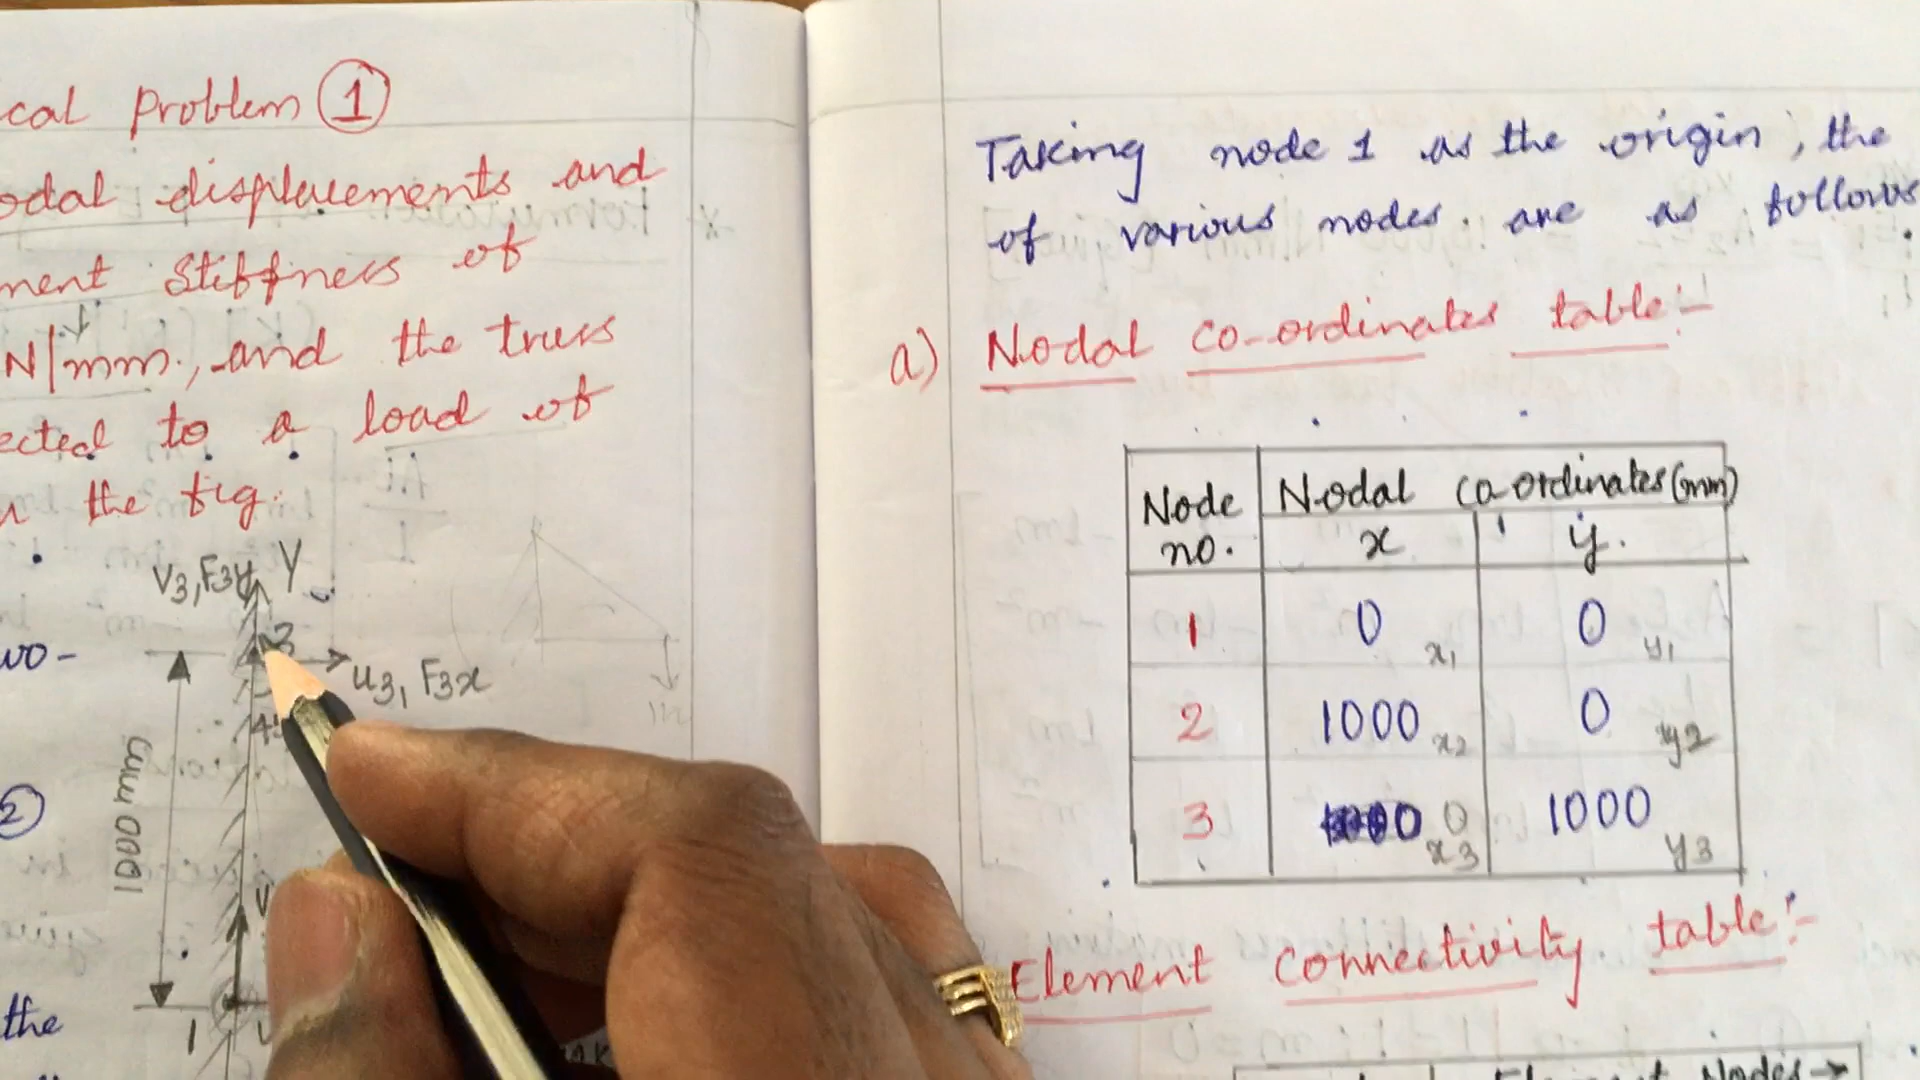 cal Problem 1
odal displacements and
ment Stiffness of
N/mm., and the truss
ected to a load of
n the fig.
V3, F3y Y
3
wo-
u3, F3x
45
2
1000 mm
the
1
Taking node 1 as the origin, the
of various nodes. are as follows
a) Nodal co-ordinates table:-
Node no. Nodal co-ordinates (mm)
x y.
1 0 x1 0 y1
2 1000 x2 0 y2
3 0 x3 1000 y3
Element connectivity table:-
Element Nodes →